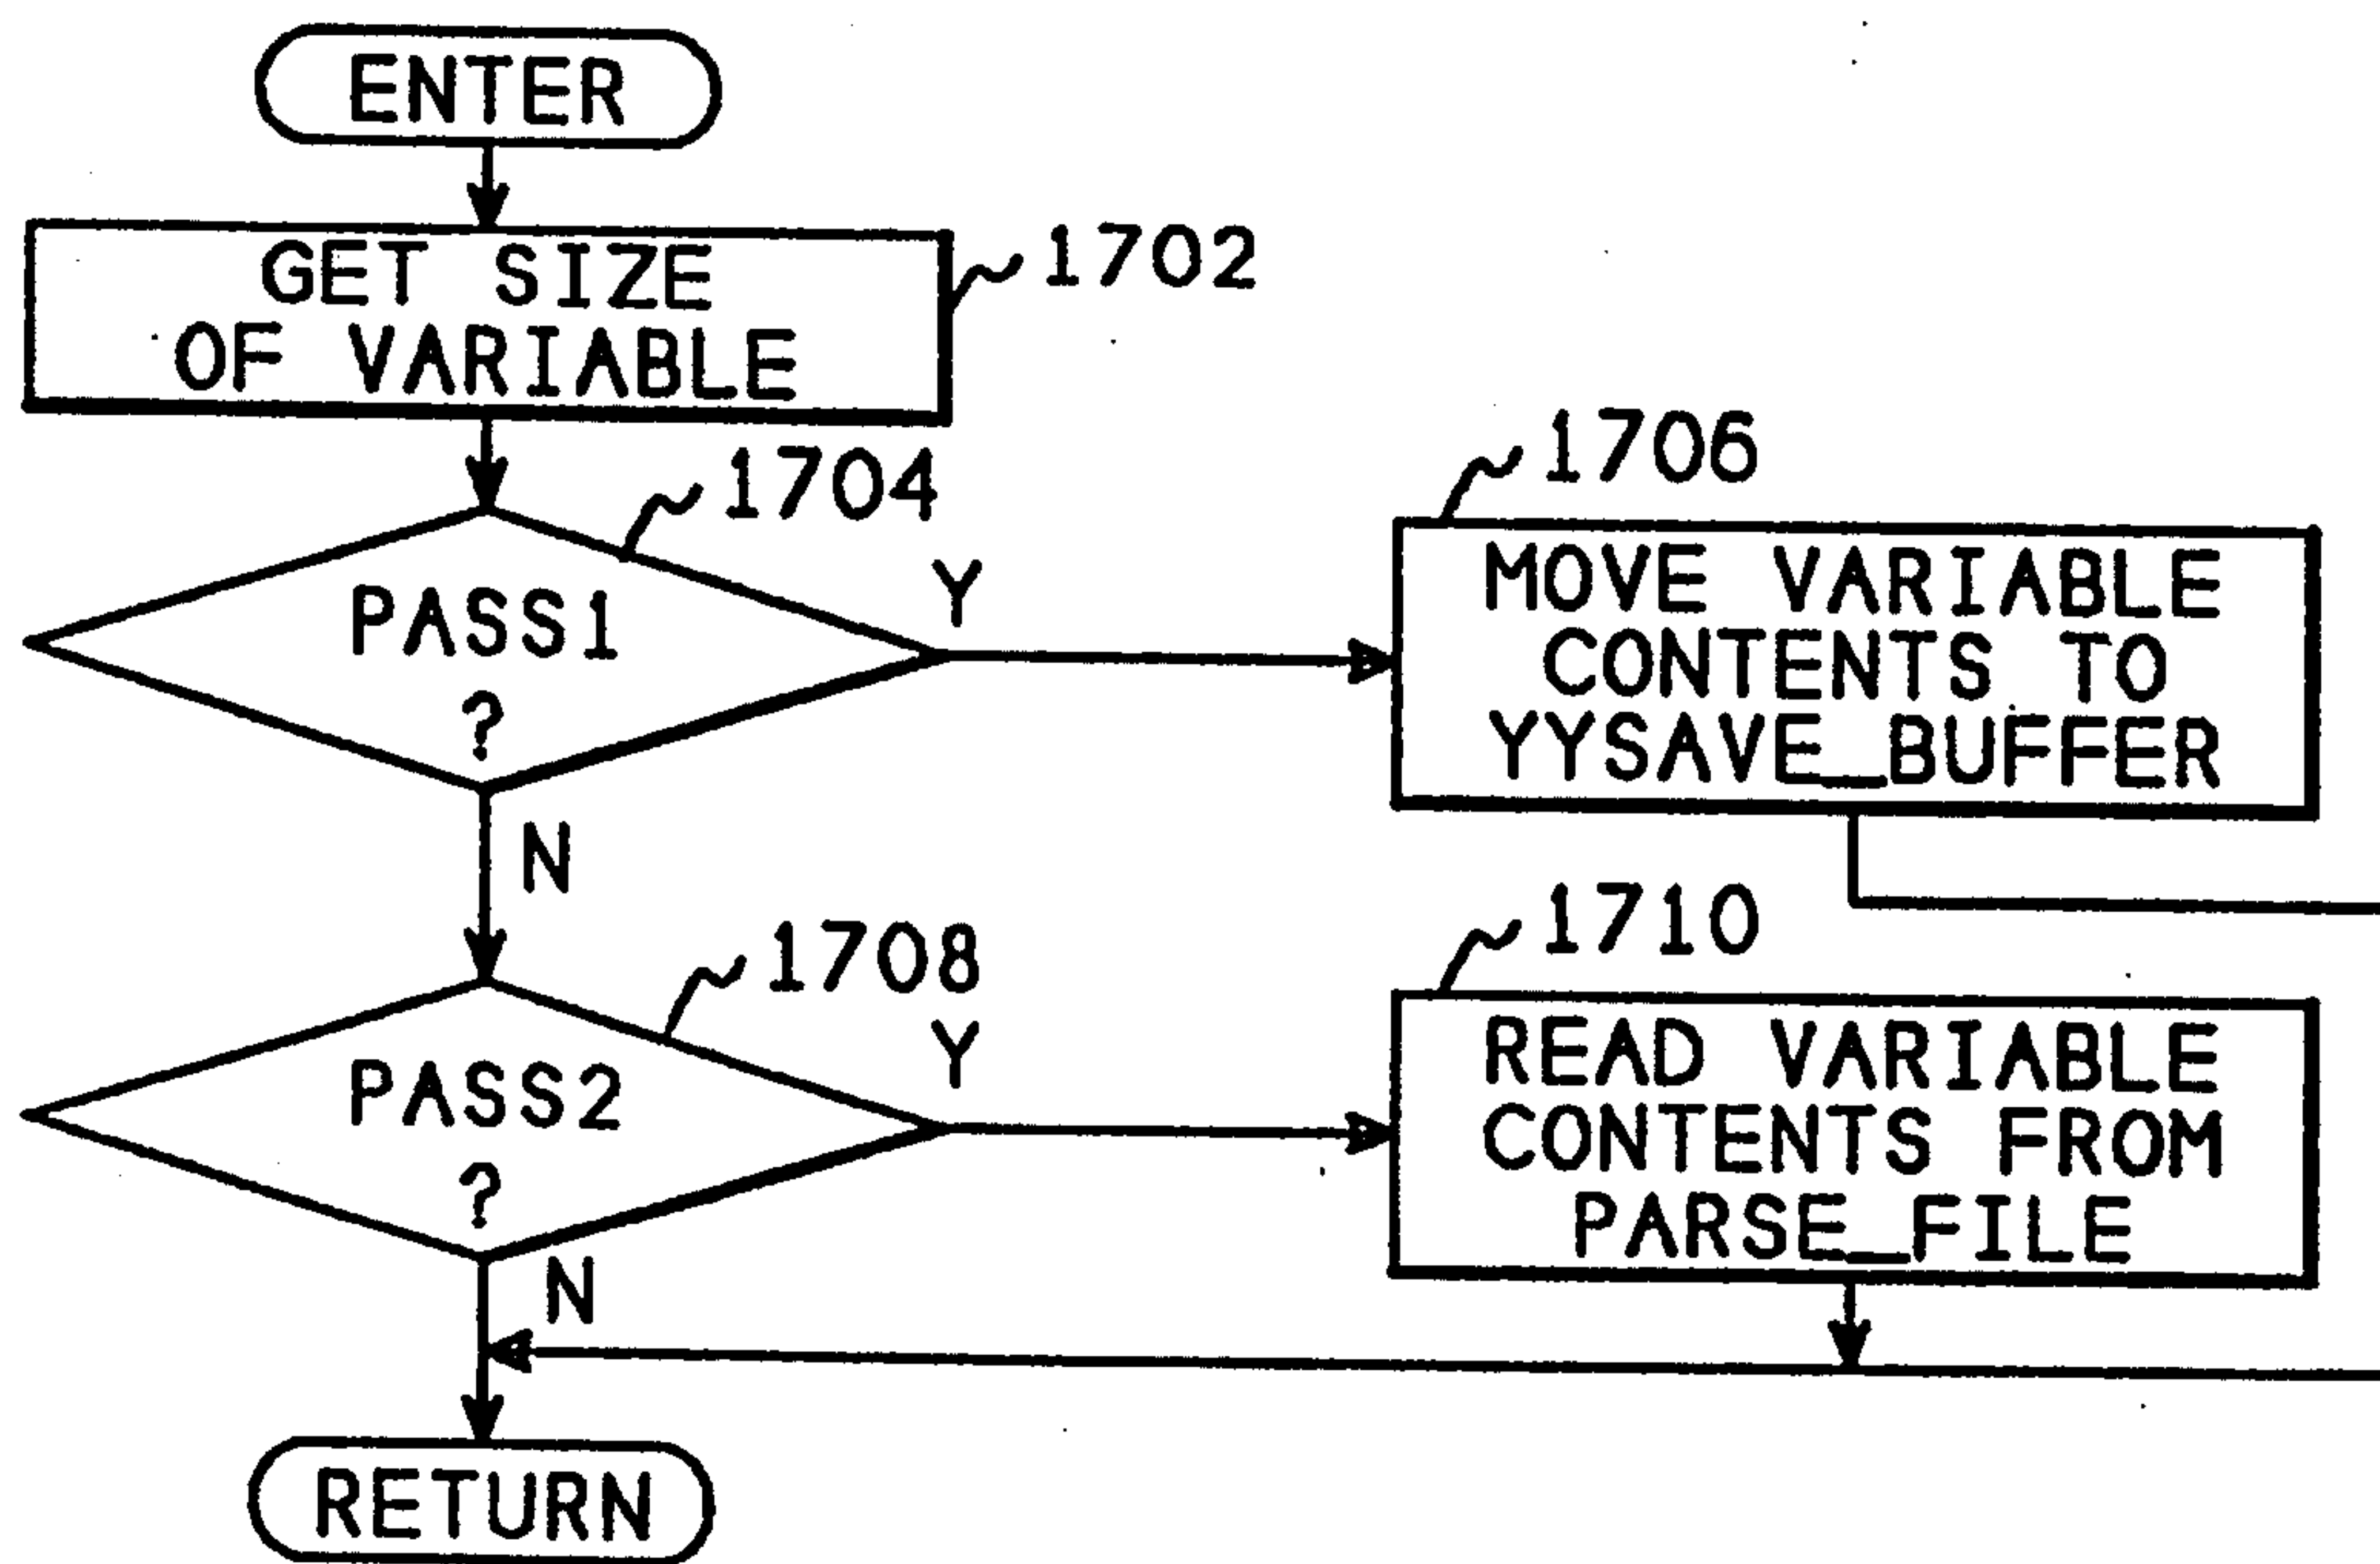 ENTER
GET SIZE
OF VARIABLE
1702
1704
PASS1
?
Y
N
1706
MOVE VARIABLE
CONTENTS TO
YYSAVE_BUFFER
1708
PASS2
?
Y
N
1710
READ VARIABLE
CONTENTS FROM
PARSE_FILE
RETURN